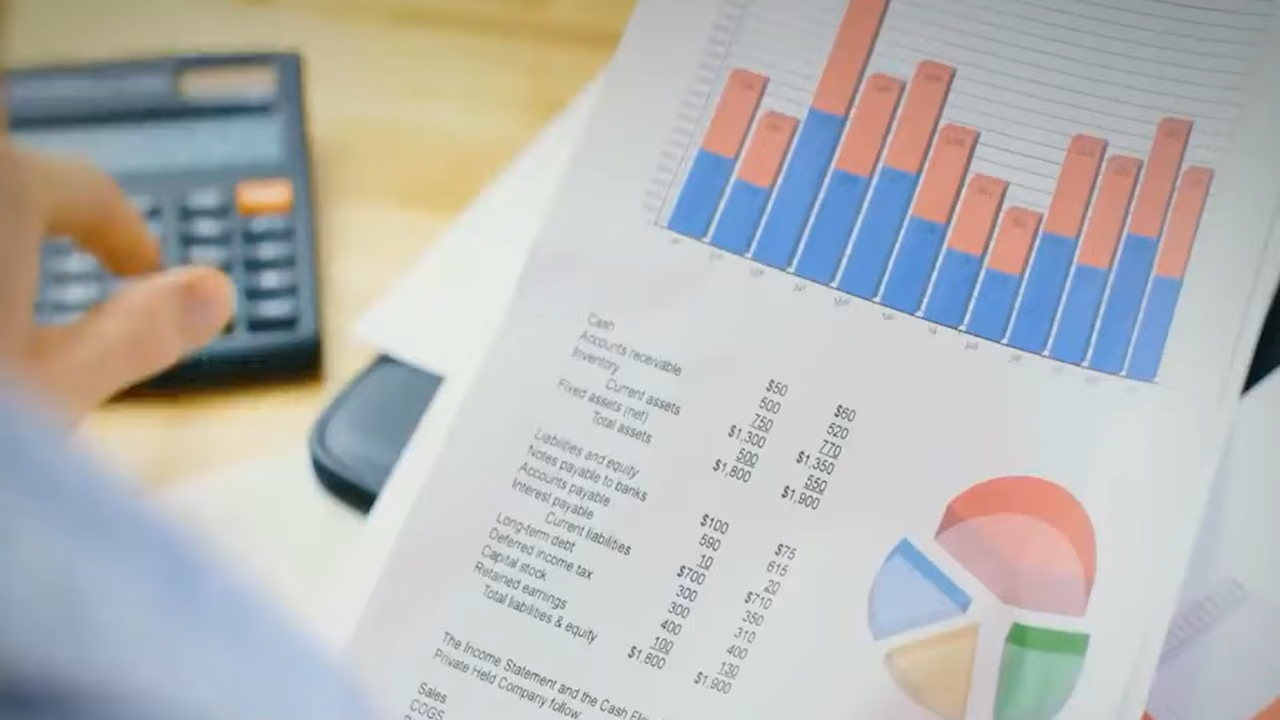 Cash $50 $60
Accounts receivable 500 520
Inventory 750 770
Current assets $1,300 $1,350
Fixed assets (net) 500 550
Total assets $1,800 $1,900
Liabilities and equity
Notes payable to banks $100 $75
Accounts payable 590 615
Interest payable 10 20
Current liabilities $700 $710
Long-term debt 300 350
Deferred income tax 300 310
Capital stock 400 400
Retained earnings 100 130
Total liabilities & equity $1,800 $1,900
The Income Statement and the Cash
Private Held Company follow
Sales
COGS